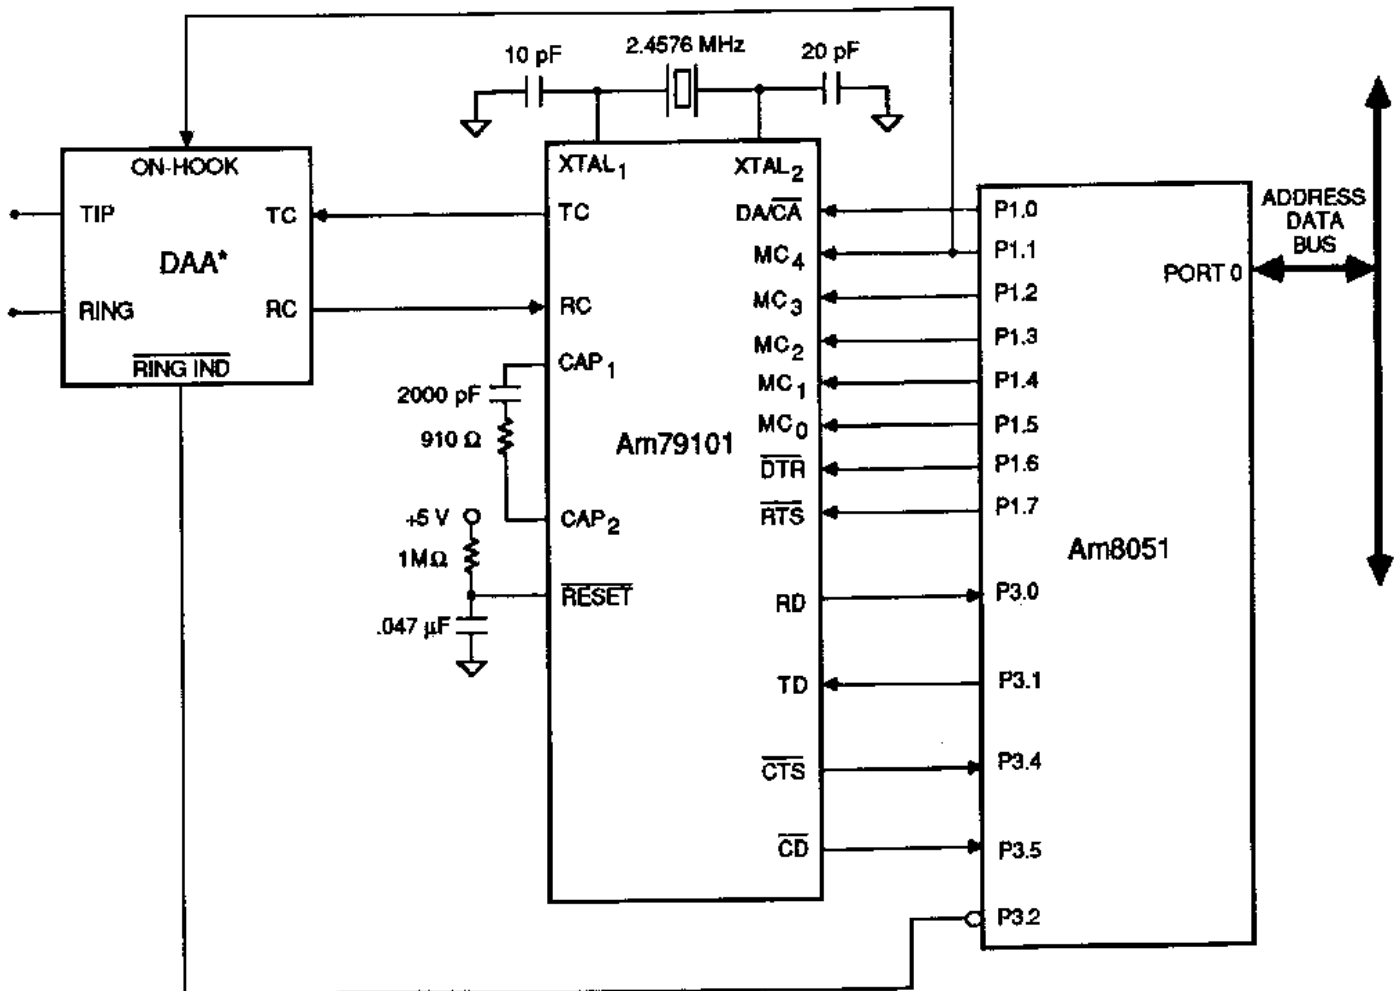 10 pF
2.4576 MHz
20 pF
ON-HOOK
TIP
TC
DAA*
RING
RC
RING IND
XTAL1
XTAL2
TC
RC
CAP1
2000 pF
910 Ω
CAP2
+5 V
1MΩ
RESET
.047 μF
Am79101
DA/CA
MC4
MC3
MC2
MC1
MC0
DTR
RTS
RD
TD
CTS
CD
P1.0
P1.1
P1.2
P1.3
P1.4
P1.5
P1.6
P1.7
P3.0
P3.1
P3.4
P3.5
P3.2
Am8051
PORT 0
ADDRESS
DATA
BUS